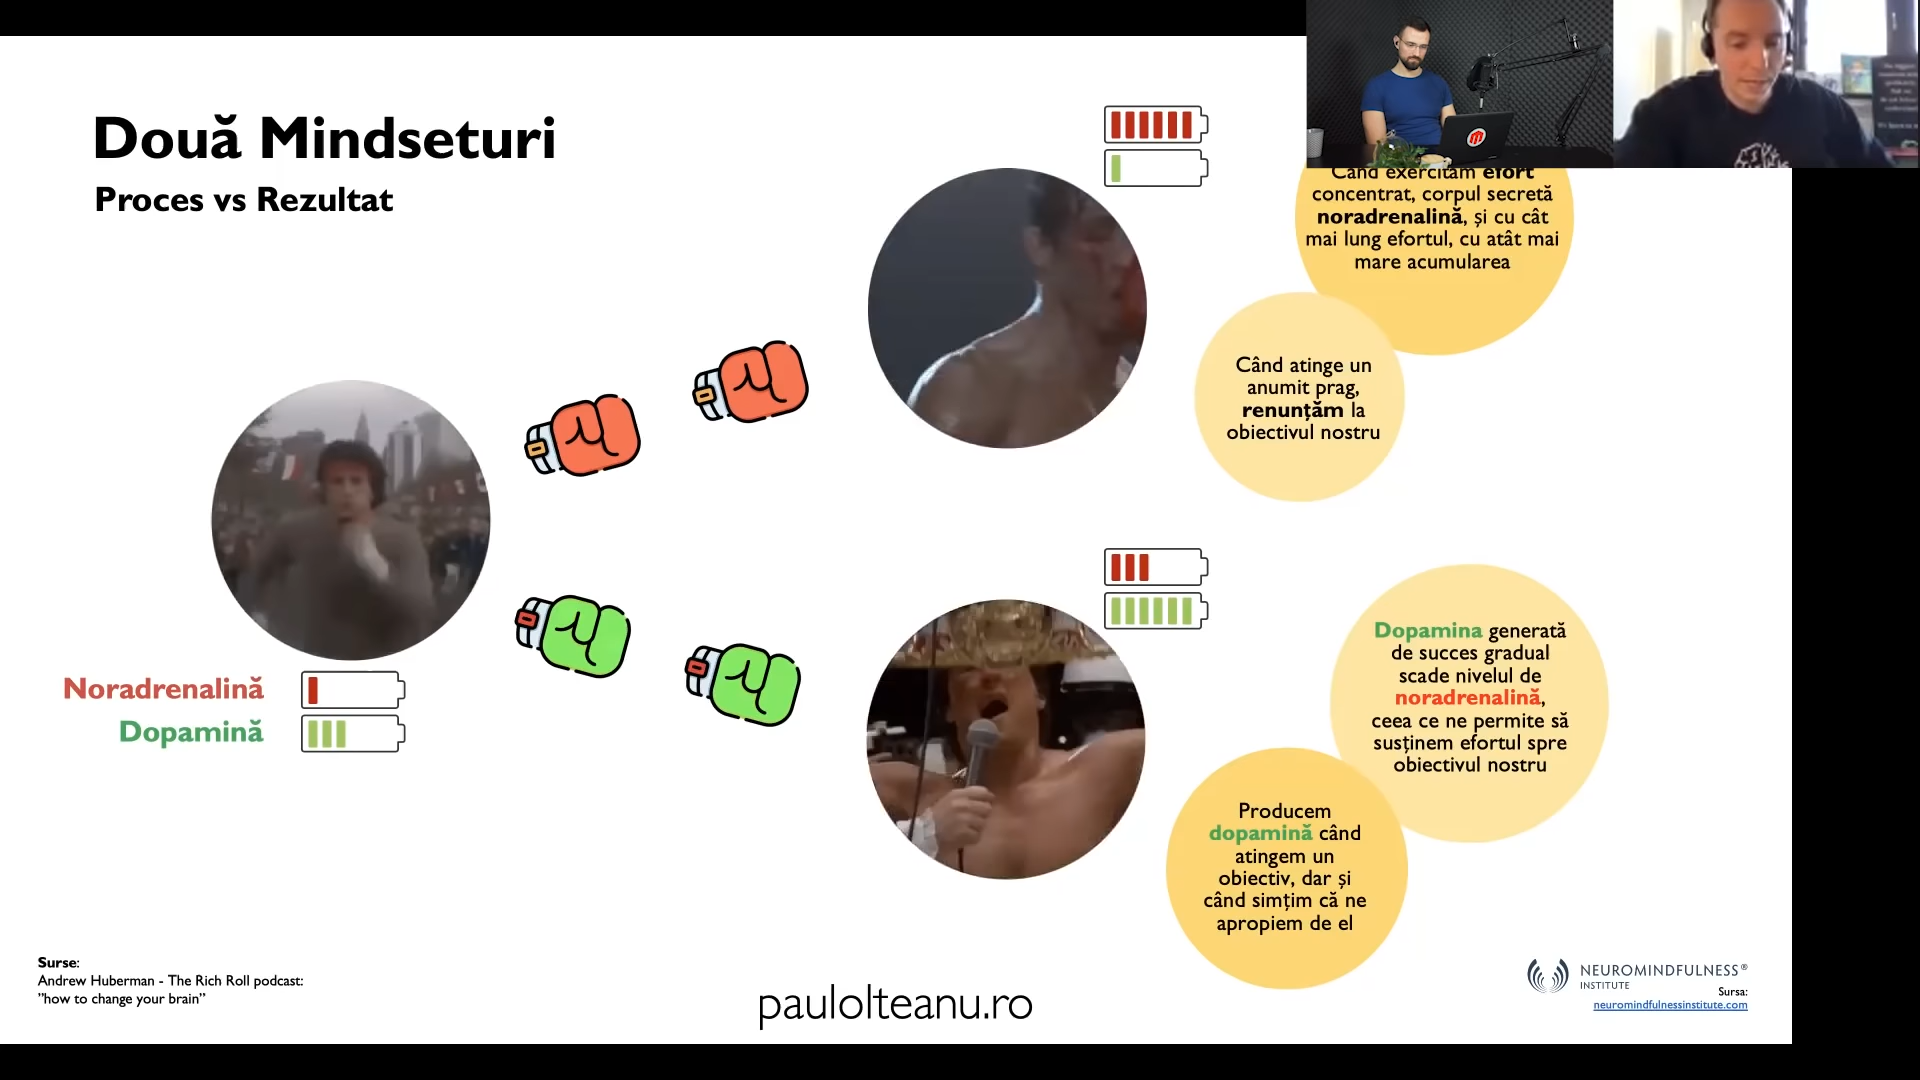 Două Mindseturi
Proces vs Rezultat
Când exercităm efort
concentrat, corpul secretă
noradrenalină, și cu cât
mai lung efortul, cu atât mai
mare acumularea
Când atinge un
anumit prag,
renunțăm la
obiectivul nostru
Noradrenalină
Dopamină
Dopamina generată
de succes gradual
scade nivelul de
noradrenalină,
ceea ce ne permite să
susținem efortul spre
obiectivul nostru
Producem
dopamină când
atingem un
obiectiv, dar și
când simțim că ne
apropiem de el
Surse:
Andrew Huberman - The Rich Roll podcast:
”how to change your brain”
paulolteanu.ro
NEUROMINDFULNESS®
INSTITUTE
Sursa:
neuromindfulnessinstitute.com